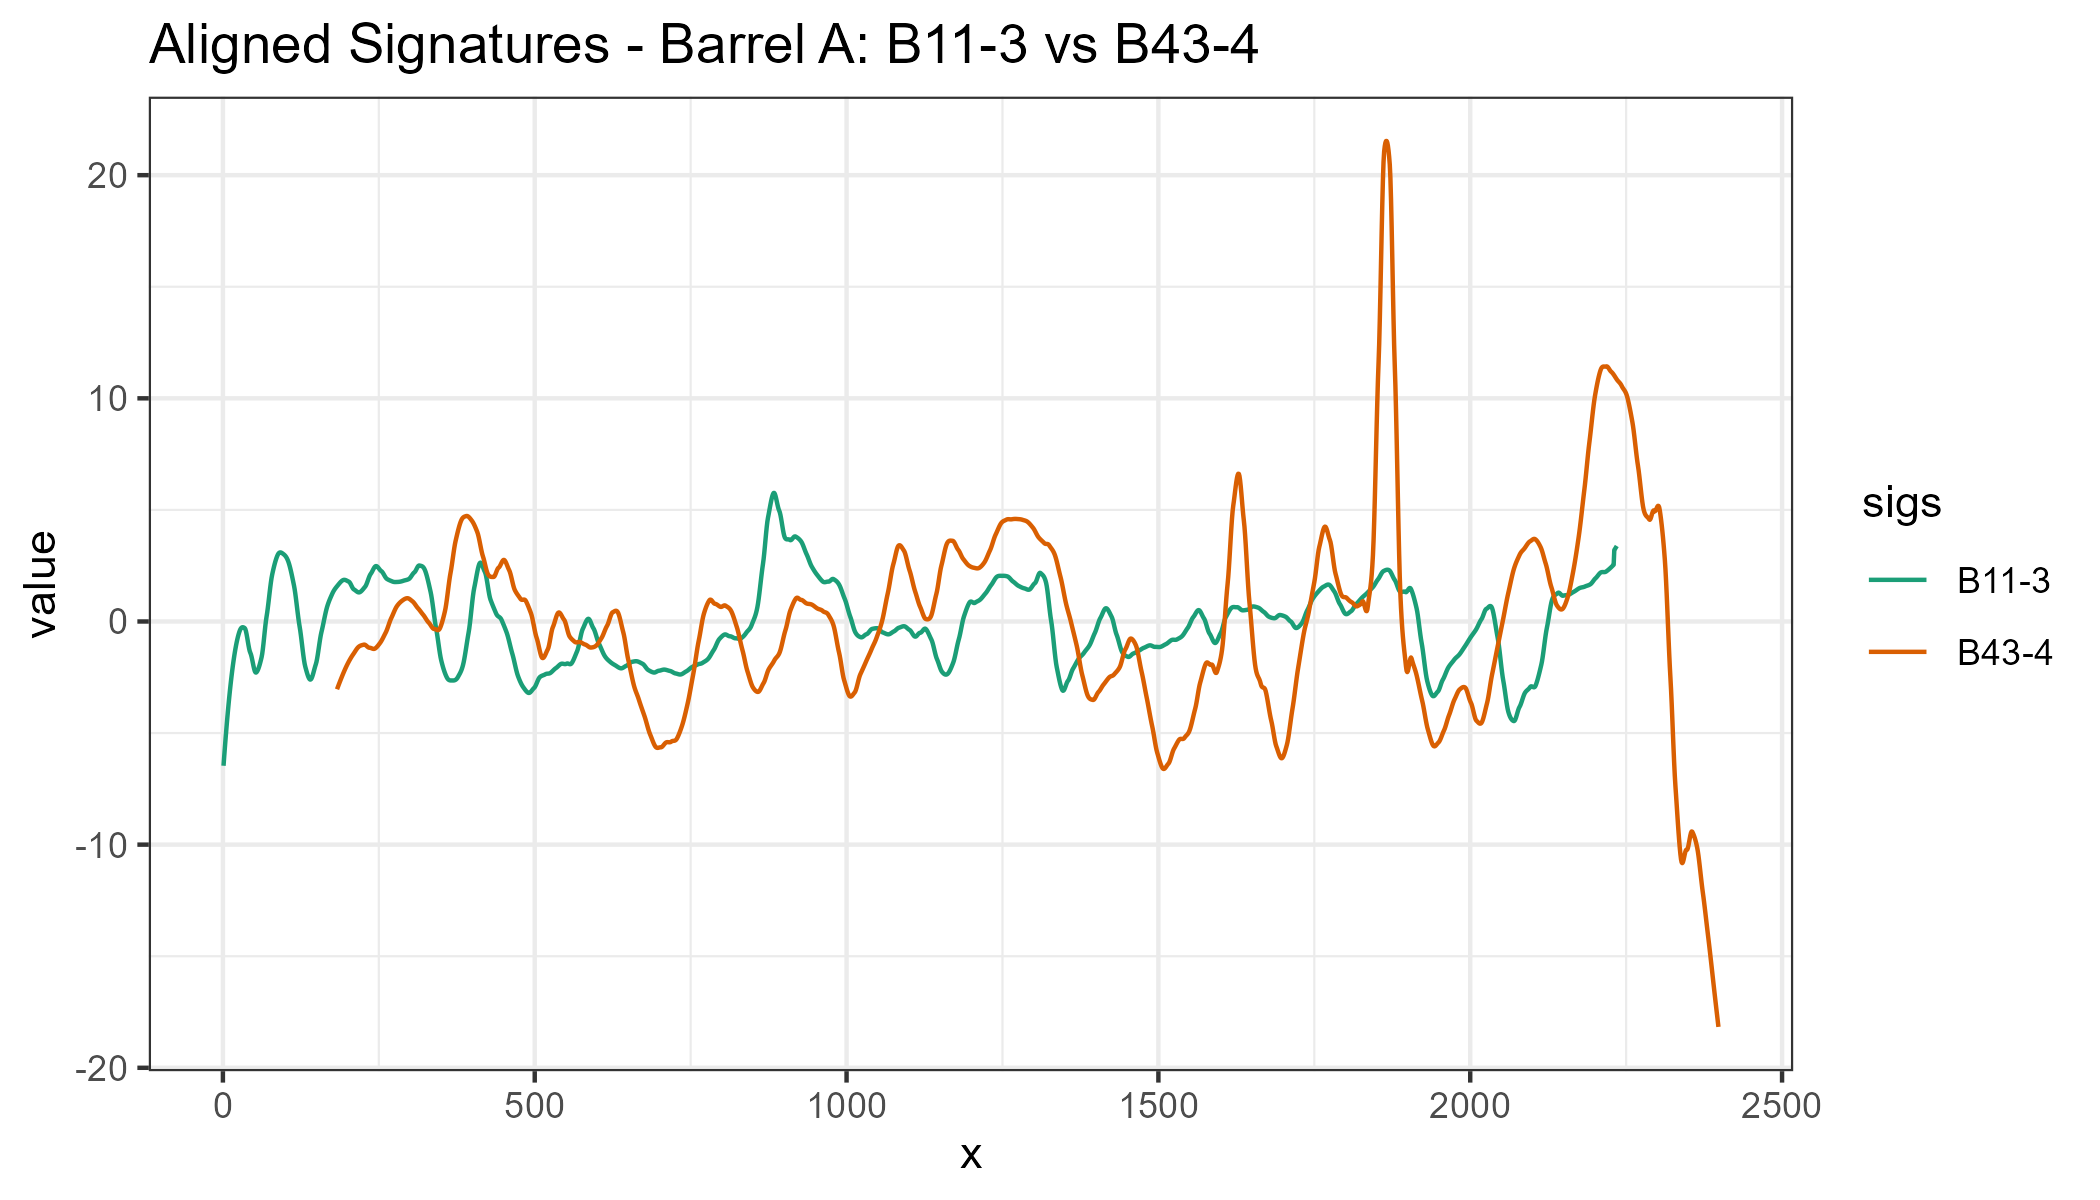 Aligned Signatures - Barrel A: B11-3 vs B43-4
value
20
10
0
-10
-20
0 500 1000 1500 2000 2500
x
sigs
B11-3
B43-4